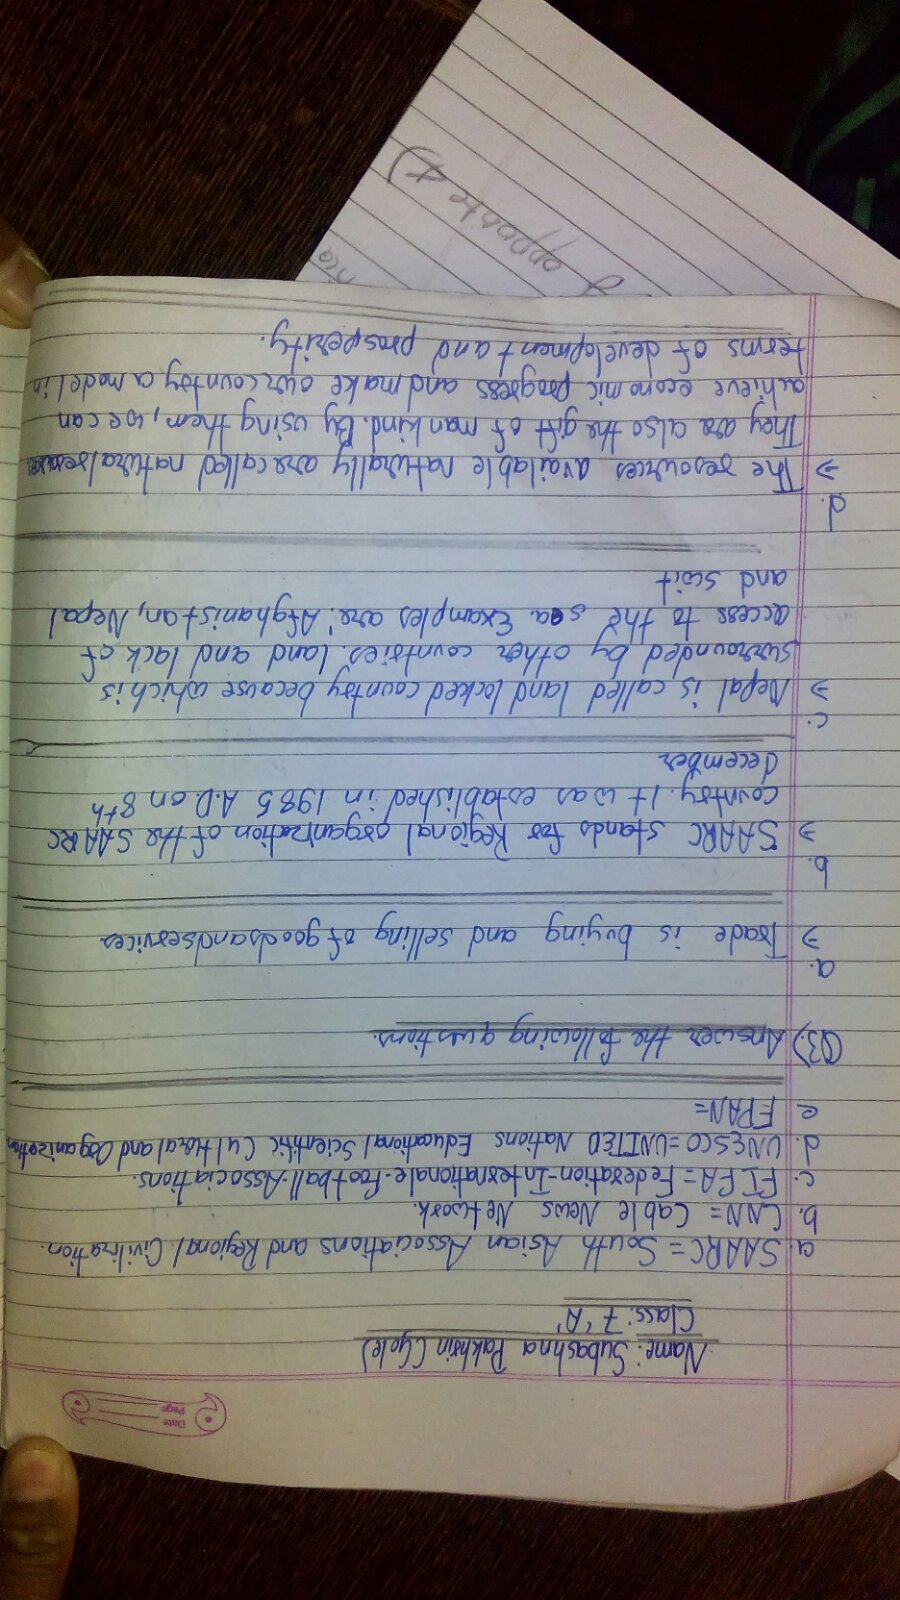 Date
Page
Name: Subashna Pakhrin (Gole)
Class: 7 'A'
a. SAARC = South Asian Associations and Regional Civilization.
b. CNN = Cable News Network.
c. FIFA = Federation-Internationale-Football-Associations.
d. UNESCO = UNITED Nations Educational Scientific Cultural and Organization
e. FPAN =
Q3.) Answer the following questions.
a.
⇒ Trade is buying and selling of goods and services
b.
⇒ SAARC stands for Regional organization of the SAARC
country. It was established in 1985 A.D. on 8th
december
c.
⇒ Nepal is called land locked country because which is
surrounded by other countries. land and lack of
access to the sea. Examples are: Afghanistan, Nepal
and swit
d.
⇒ The resources available naturally are called natural resources
They are also the gift of mankind. By using them, we can
achieve economic progress and make our country a model in
terms of development and prosperity.
opposite